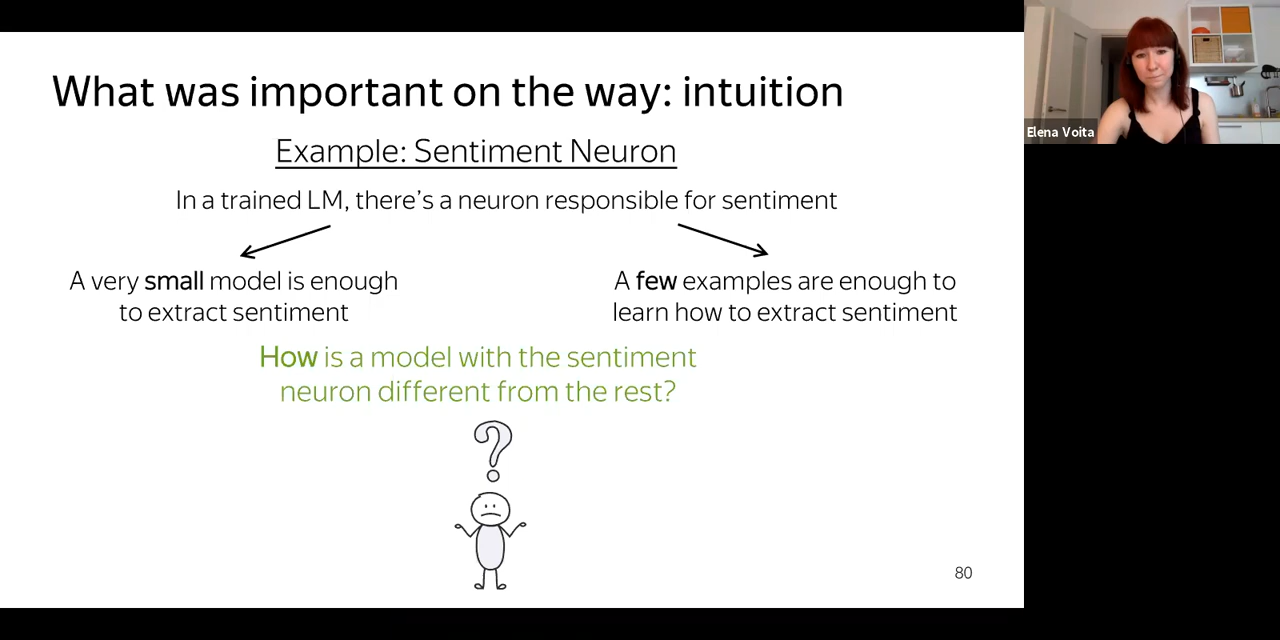 What was important on the way: intuition
Example: Sentiment Neuron
In a trained LM, there's a neuron responsible for sentiment
A very small model is enough
to extract sentiment
A few examples are enough to
learn how to extract sentiment
How is a model with the sentiment
neuron different from the rest?
?
80
Elena Voita